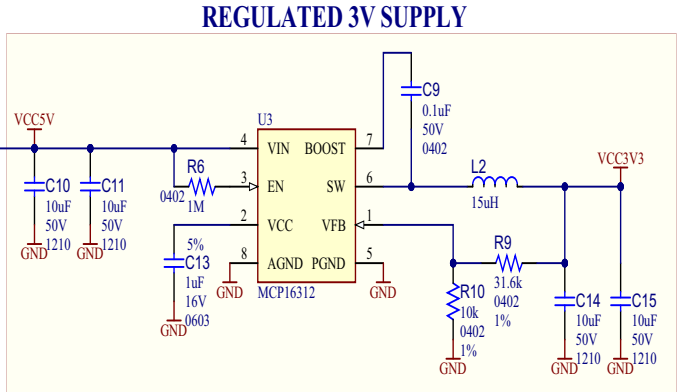 REGULATED 3V SUPPLY
VCC5V
C10
10uF
50V
1210
GND
C11
10uF
50V
1210
GND
R6
0402
1M
5%
C13
1uF
16V
0603
GND
U3
4 VIN BOOST 7
3 EN SW 6
2 VCC VFB 1
8 AGND PGND 5
GND
GND
MCP16312
C9
0.1uF
50V
0402
L2
15uH
VCC3V3
R9
31.6k
0402
1%
R10
10k
0402
1%
GND
C14
10uF
50V
1210
GND
C15
10uF
50V
1210
GND